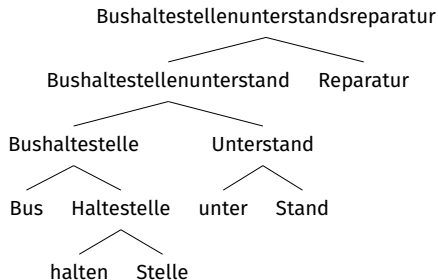 Bushaltestellenunterstandsreparatur
Bushaltestellenunterstand Reparatur
Bushaltestelle Unterstand
Bus Haltestelle unter Stand
halten Stelle